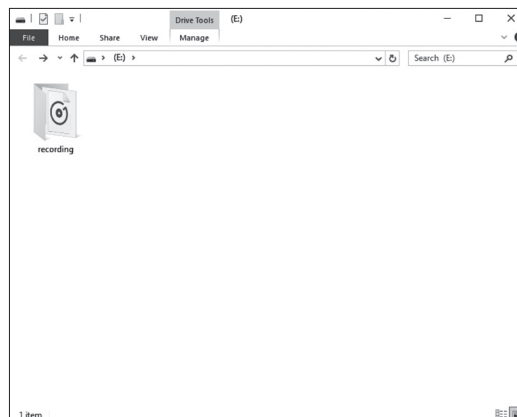 Drive Tools (E:)
File Home Share View Manage
(E:) Search (E:)
recording
1 item